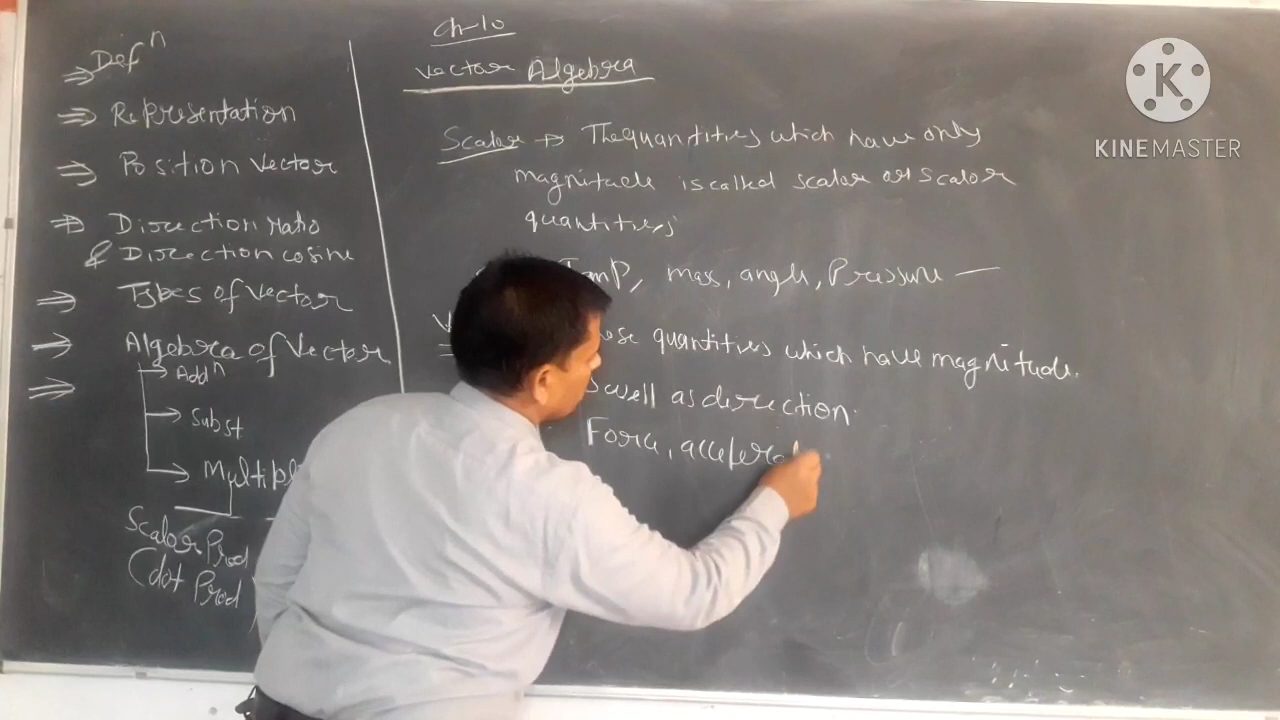 Defn
⇒ Representation
⇒ Position Vector
⇒ Direction ratio
& Direction cosine
⇒ Types of Vector
⇒ Algebra of Vector
⇒
→ Addn
→ Subst
→ Multipl
Scalar Prod
(dot Prod
Ch-10
Vector Algebra
Scalar → The quantities which have only
magnitude is called scalar or scalar
quantities
Temp, mass, angle, Pressure —
ose quantities which have magnitude.
s well as direction.
Force, accelera
K
KINEMASTER